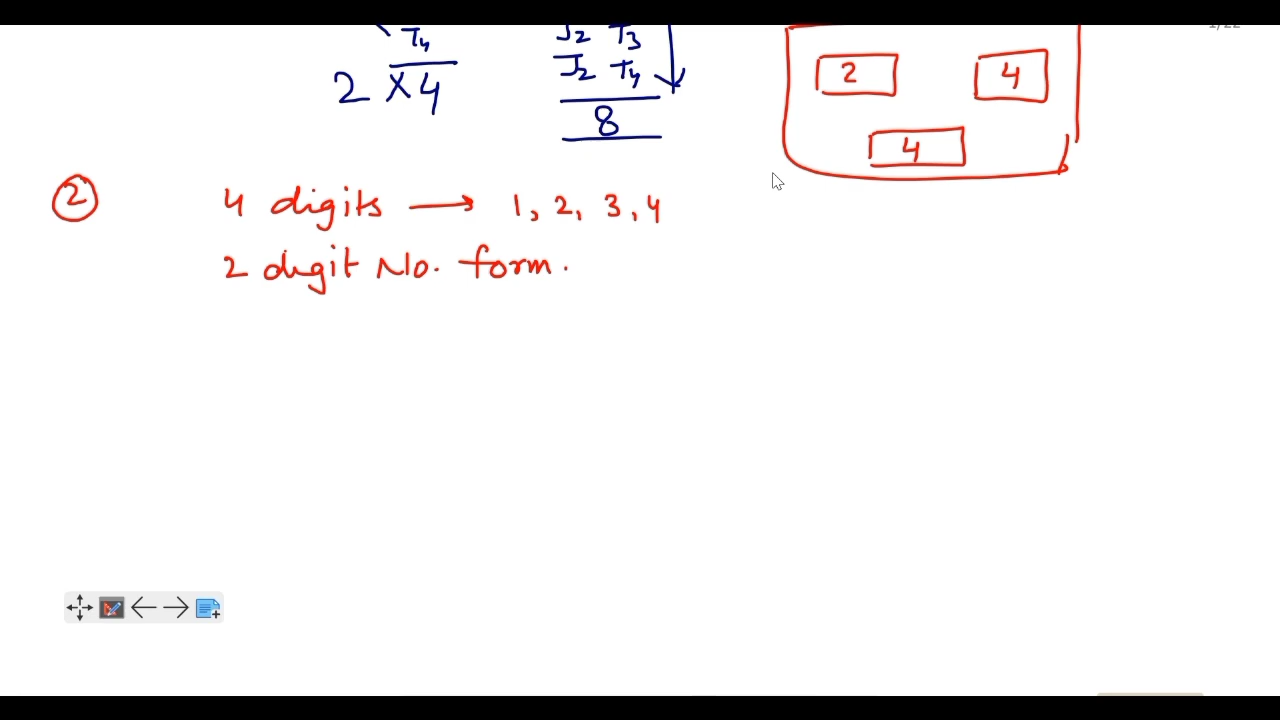 T4
2 × 4
J2 T3
J2 T4
8
2
4
4
2 4 digits → 1, 2, 3, 4
2 digit No. form.